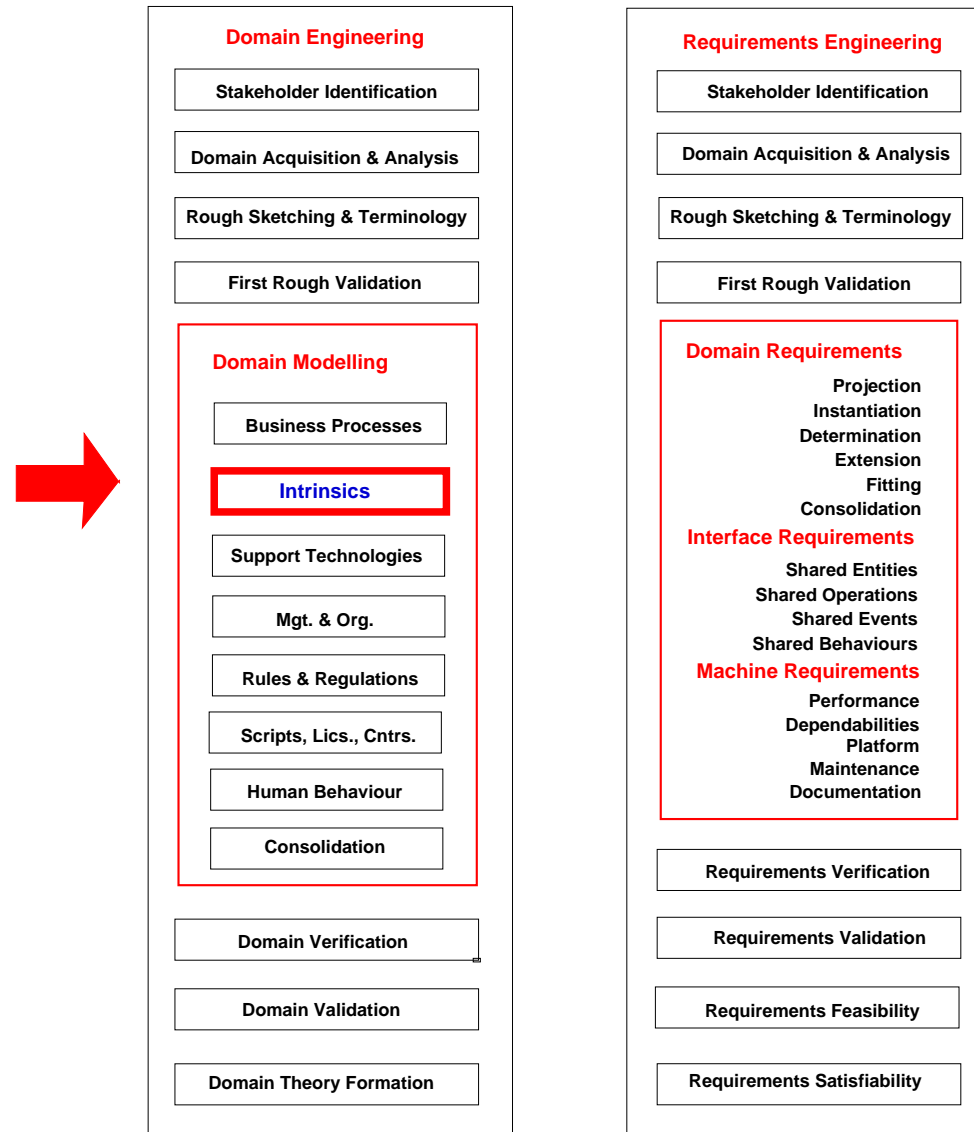 Domain Engineering
Stakeholder Identification
Domain Acquisition & Analysis
Rough Sketching & Terminology
First Rough Validation
Domain Modelling
Business Processes
Intrinsics
Support Technologies
Mgt. & Org.
Rules & Regulations
Scripts, Lics., Cntrs.
Human Behaviour
Consolidation
Domain Verification
Domain Validation
Domain Theory Formation
Requirements Engineering
Stakeholder Identification
Domain Acquisition & Analysis
Rough Sketching & Terminology
First Rough Validation
Domain Requirements
Projection
Instantiation
Determination
Extension
Fitting
Consolidation
Interface Requirements
Shared Entities
Shared Operations
Shared Events
Shared Behaviours
Machine Requirements
Performance
Dependabilities
Platform
Maintenance
Documentation
Requirements Verification
Requirements Validation
Requirements Feasibility
Requirements Satisfiability